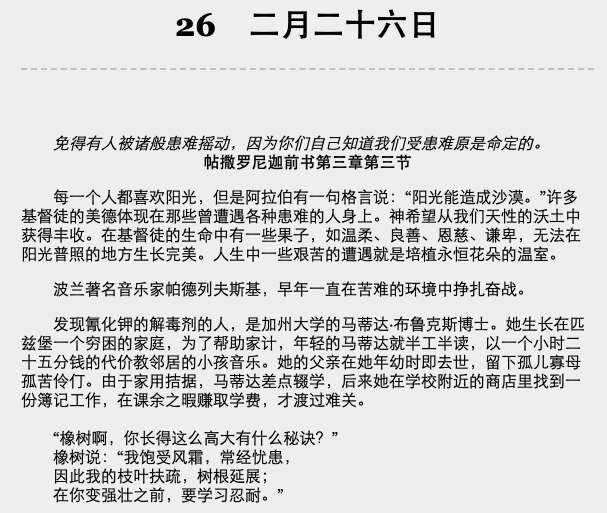 26 二月二十六日
免得有人被诸般患难摇动，因为你们自己知道我们受患难原是命定的。
帖撒罗尼迦前书第三章第三节
每一个人都喜欢阳光，但是阿拉伯有一句格言说：“阳光能造成沙漠。”许多
基督徒的美德体现在那些曾遭遇各种患难的人身上。神希望从我们天性的沃土中
获得丰收。在基督徒的生命中有一些果子，如温柔、良善、恩慈、谦卑，无法在
阳光普照的地方生长完美。人生中一些艰苦的遭遇就是培植永恒花朵的温室。
波兰著名音乐家帕德列夫斯基，早年一直在苦难的环境中挣扎奋战。
发现氰化钾的解毒剂的人，是加州大学的马蒂达·布鲁克斯博士。她生长在匹
兹堡一个穷困的家庭，为了帮助家计，年轻的马蒂达就半工半读，以一个小时二
十五分钱的代价教邻居的小孩音乐。她的父亲在她年幼时即去世，留下孤儿寡母
孤苦伶仃。由于家用拮据，马蒂达差点辍学，后来她在学校附近的商店里找到一
份簿记工作，在课余之暇赚取学费，才渡过难关。
“橡树啊，你长得这么高大有什么秘诀？”
橡树说：“我饱受风霜，常经忧患，
因此我的枝叶扶疏，树根延展；
在你变强壮之前，要学习忍耐。”